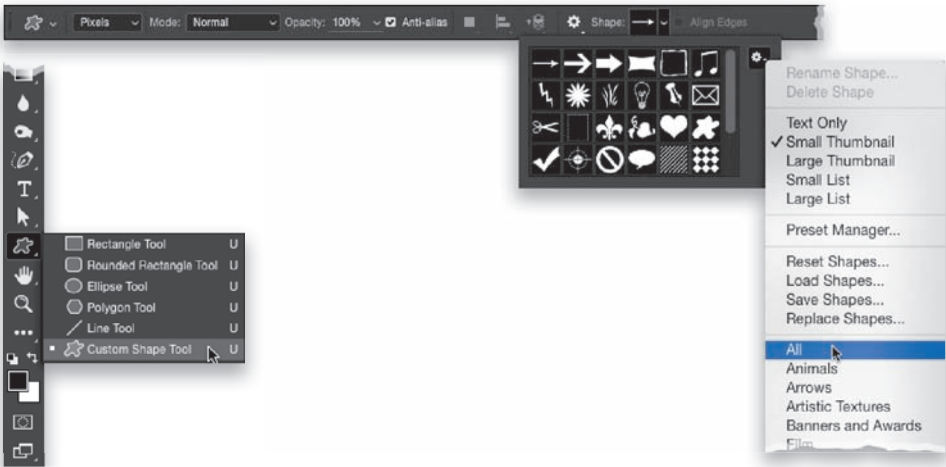 Pixels Mode: Normal Opacity: 100% Anti-alias Shape: Align Edges
Rename Shape...
Delete Shape
Text Only
✓ Small Thumbnail
Large Thumbnail
Small List
Large List
Preset Manager...
Reset Shapes...
Load Shapes...
Save Shapes...
Replace Shapes...
All
Animals
Arrows
Artistic Textures
Banners and Awards
Film
T
Rectangle Tool U
Rounded Rectangle Tool U
Ellipse Tool U
Polygon Tool U
Line Tool U
Custom Shape Tool U